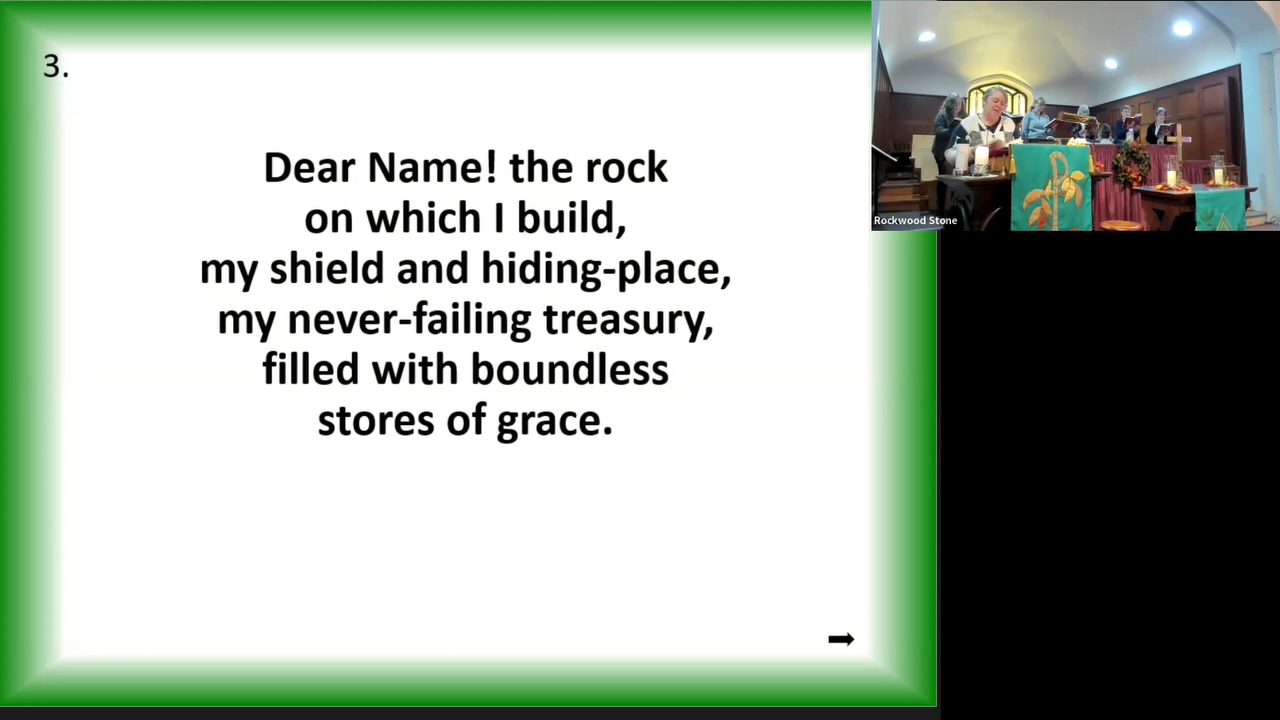 3.
Dear Name! the rock
on which I build,
my shield and hiding-place,
my never-failing treasury,
filled with boundless
stores of grace.
Rockwood Stone